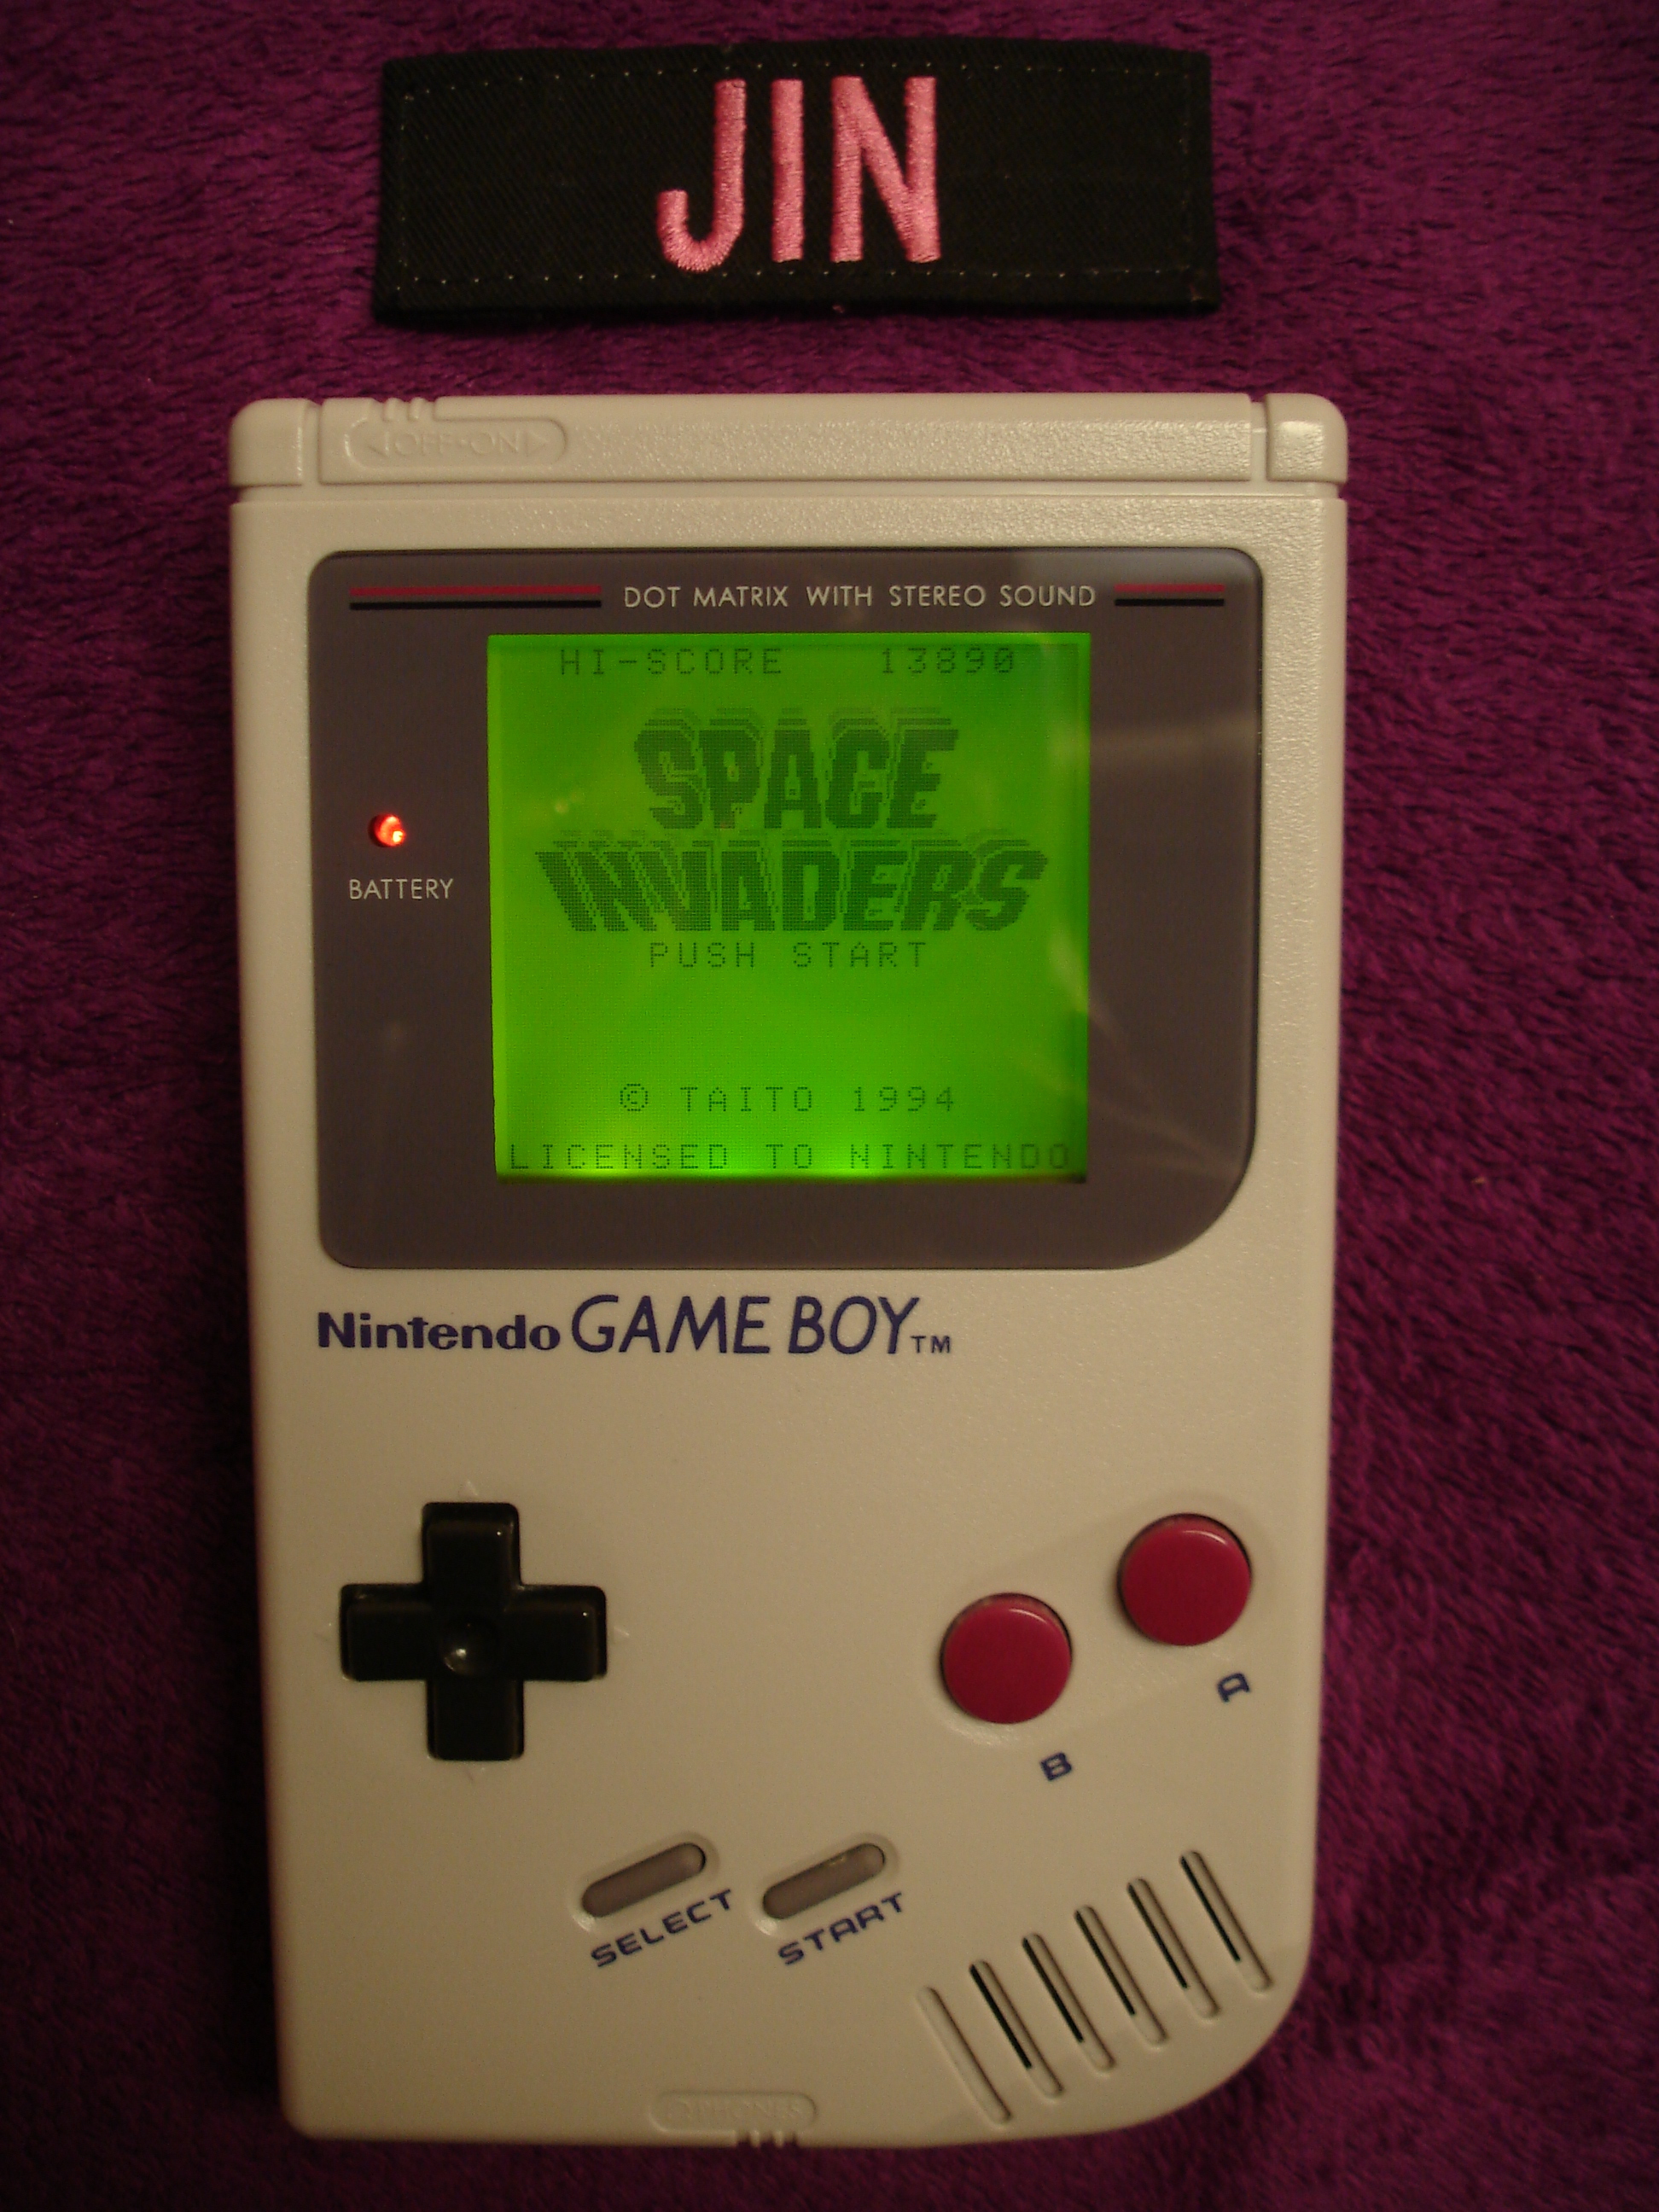 JIN
OFF•ON
DOT MATRIX WITH STEREO SOUND
HI-SCORE 13890
SPACE
INVADERS
PUSH START
© TAITO 1994
LICENSED TO NINTENDO
BATTERY
Nintendo GAME BOY™
A
B
SELECT
START
PHONES